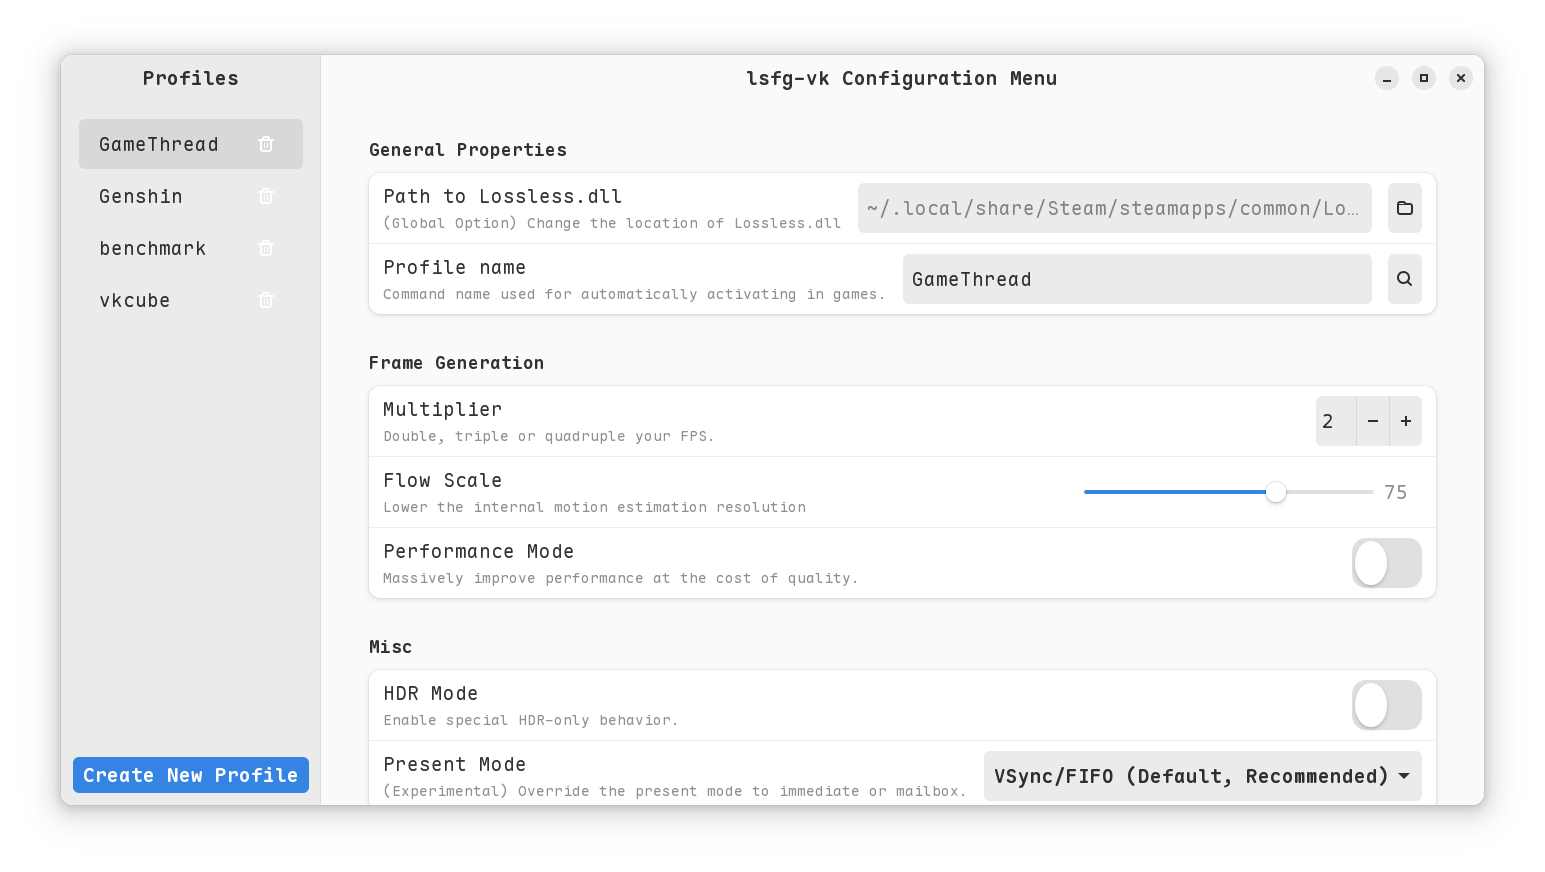 Profiles
lsfg-vk Configuration Menu
GameThread
Genshin
benchmark
vkcube
Create New Profile
General Properties
Path to Lossless.dll
(Global Option) Change the location of Lossless.dll
~/.local/share/Steam/steamapps/common/Lo…
Profile name
Command name used for automatically activating in games.
GameThread
Frame Generation
Multiplier
Double, triple or quadruple your FPS.
2 − +
Flow Scale
Lower the internal motion estimation resolution
75
Performance Mode
Massively improve performance at the cost of quality.
Misc
HDR Mode
Enable special HDR-only behavior.
Present Mode
(Experimental) Override the present mode to immediate or mailbox.
VSync/FIFO (Default, Recommended)